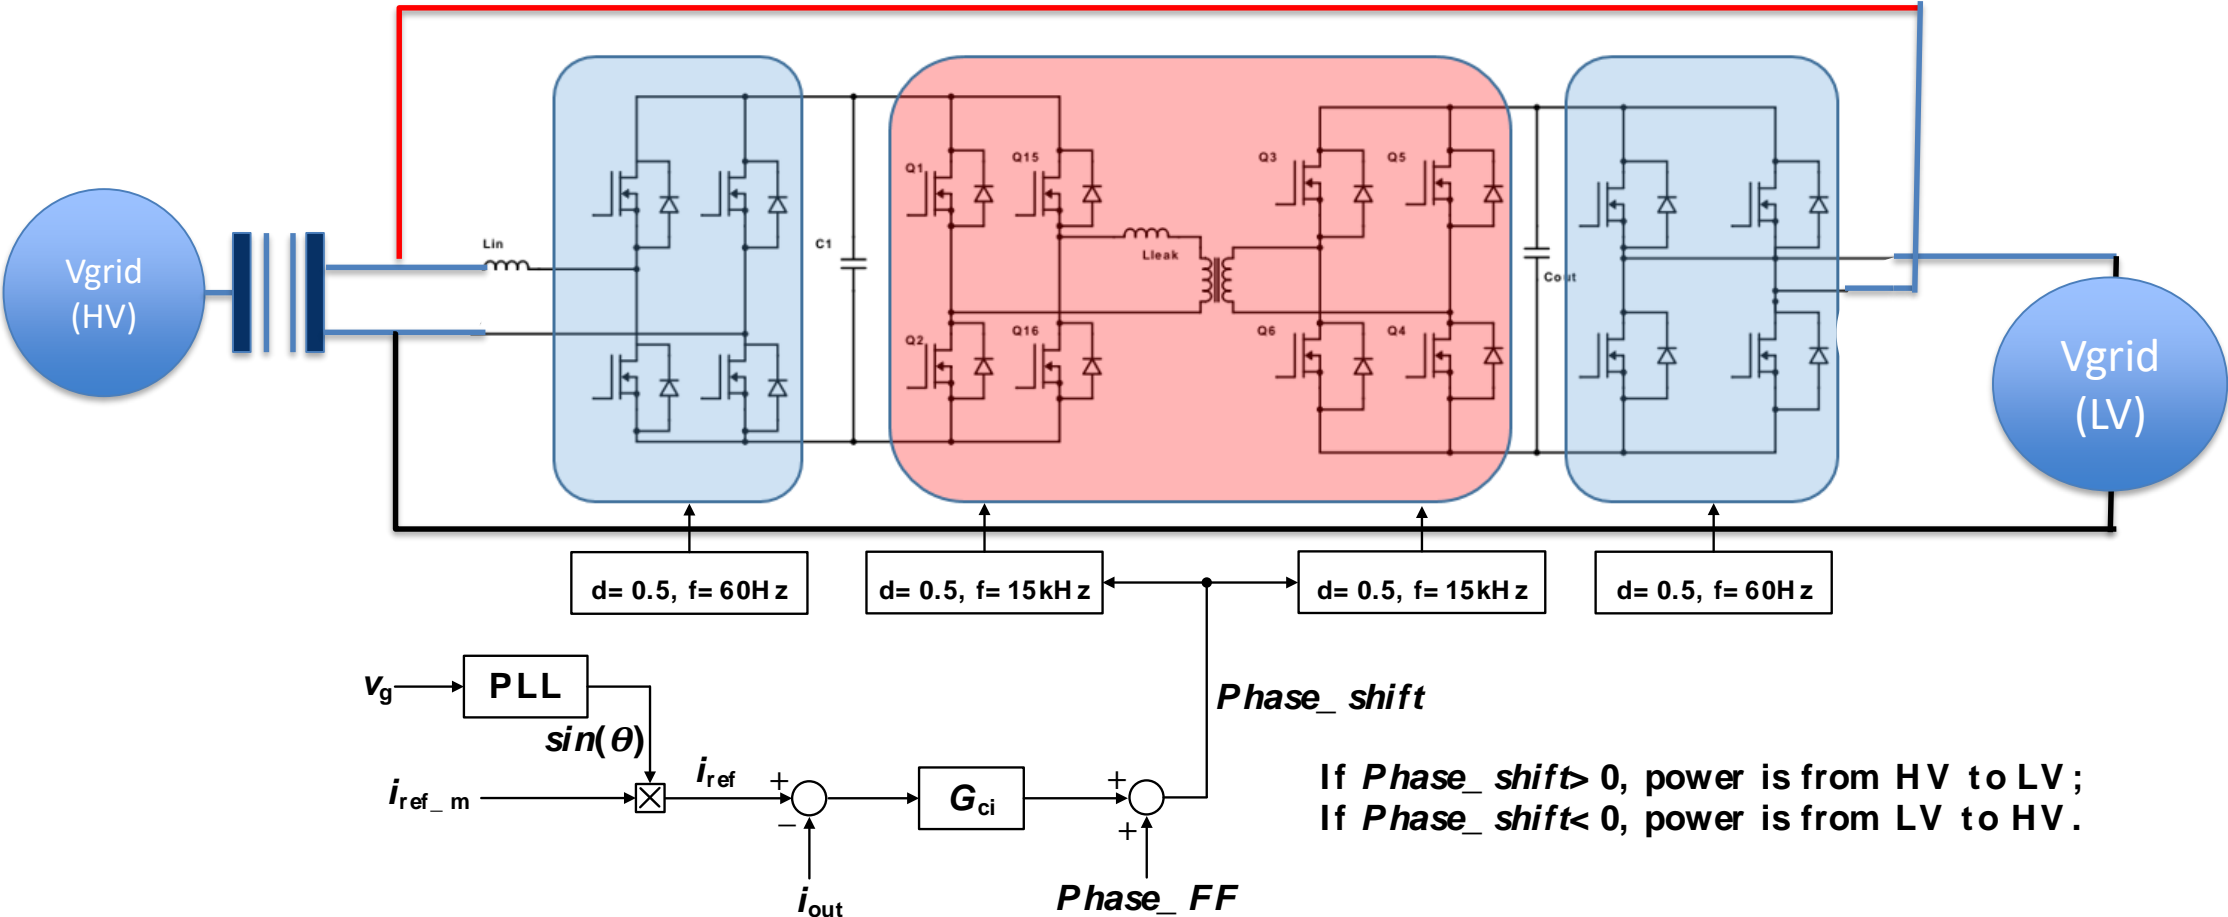 Vgrid
(HV)
Lin
C1
Q1
Q15
Q2
Q16
Lleak
Q3
Q5
Q6
Q4
Cout
Vgrid
(LV)
d= 0.5, f= 60Hz
d= 0.5, f= 15kHz
d= 0.5, f= 15kHz
d= 0.5, f= 60Hz
vg
PLL
sin(θ)
Phase_shift
iref_m
iref
+
−
Gci
+
+
iout
Phase_FF
If Phase_shift> 0, power is from HV to LV;
If Phase_shift< 0, power is from LV to HV.